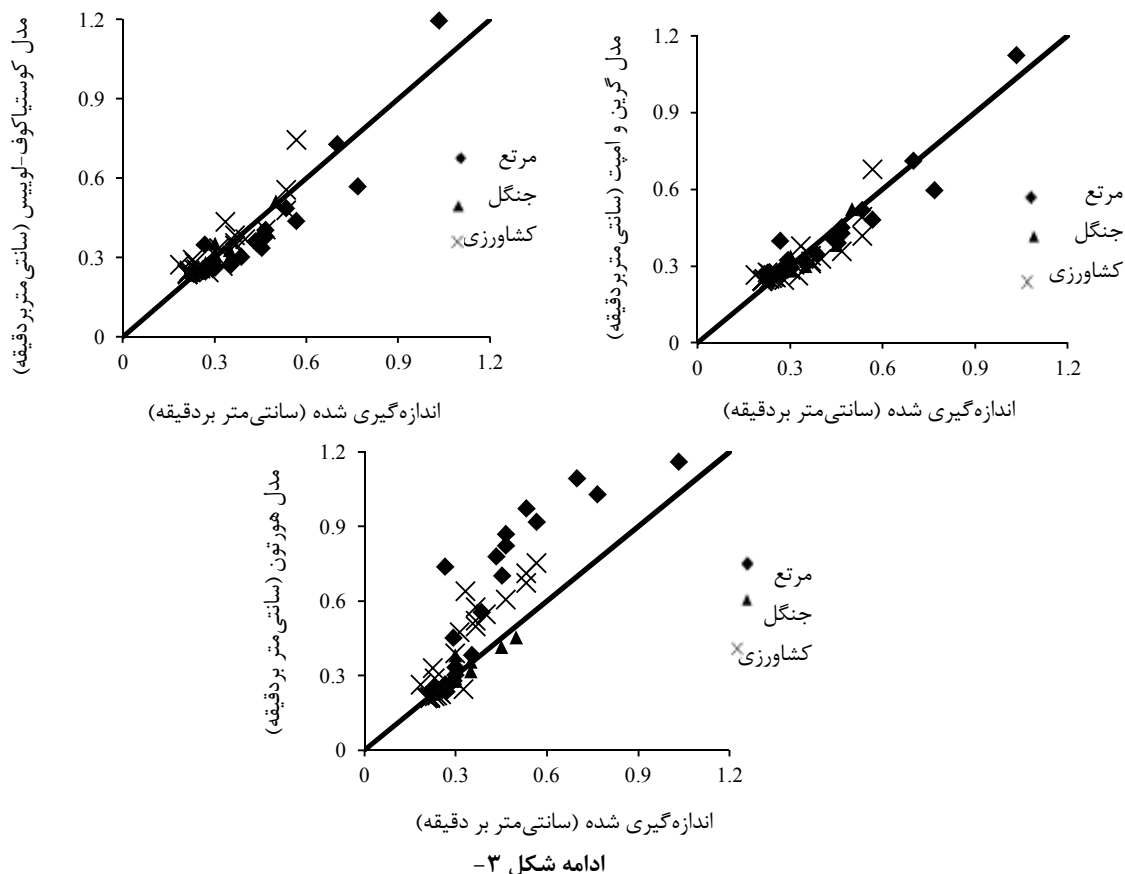 مدل کوستیاکوف-لوییس (سانتی‌متربردقیقه)
1.2
0.9
0.6
0.3
0
0 0.3 0.6 0.9 1.2
مرتع
جنگل
کشاورزی
اندازه‌گیری شده (سانتی‌متر بردقیقه)
مدل گرین و امپت (سانتی‌متربردقیقه)
1.2
0.9
0.6
0.3
0
0 0.3 0.6 0.9 1.2
مرتع
جنگل
کشاورزی
اندازه‌گیری شده (سانتی‌متر بردقیقه)
مدل هورتون (سانتی‌متر بردقیقه)
1.2
0.9
0.6
0.3
0
0 0.3 0.6 0.9 1.2
مرتع
جنگل
کشاورزی
اندازه‌گیری شده (سانتی‌متر بر دقیقه)
ادامه شکل ۳-